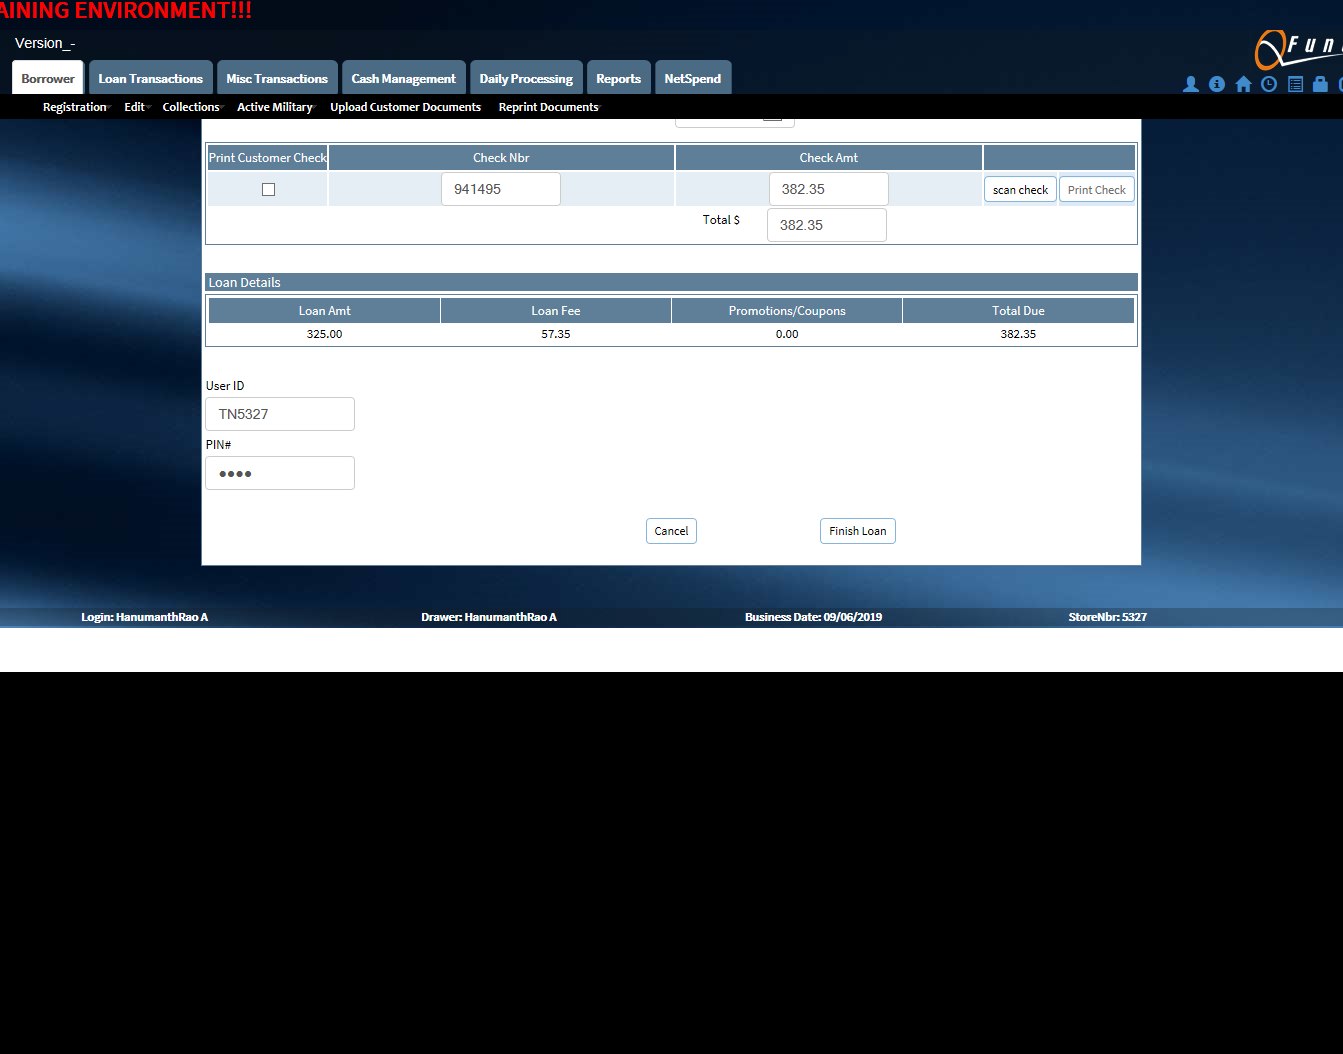 AINING ENVIRONMENT!!!
Version_-
Fun
Borrower Loan Transactions Misc Transactions Cash Management Daily Processing Reports NetSpend
Registration Edit Collections Active Military Upload Customer Documents Reprint Documents
Print Customer Check Check Nbr Check Amt
941495 382.35 scan check Print Check
Total $ 382.35
Loan Details
Loan Amt Loan Fee Promotions/Coupons Total Due
325.00 57.35 0.00 382.35
User ID
TN5327
PIN#
••••
Cancel Finish Loan
Login: HanumanthRao A Drawer: HanumanthRao A Business Date: 09/06/2019 StoreNbr: 5327